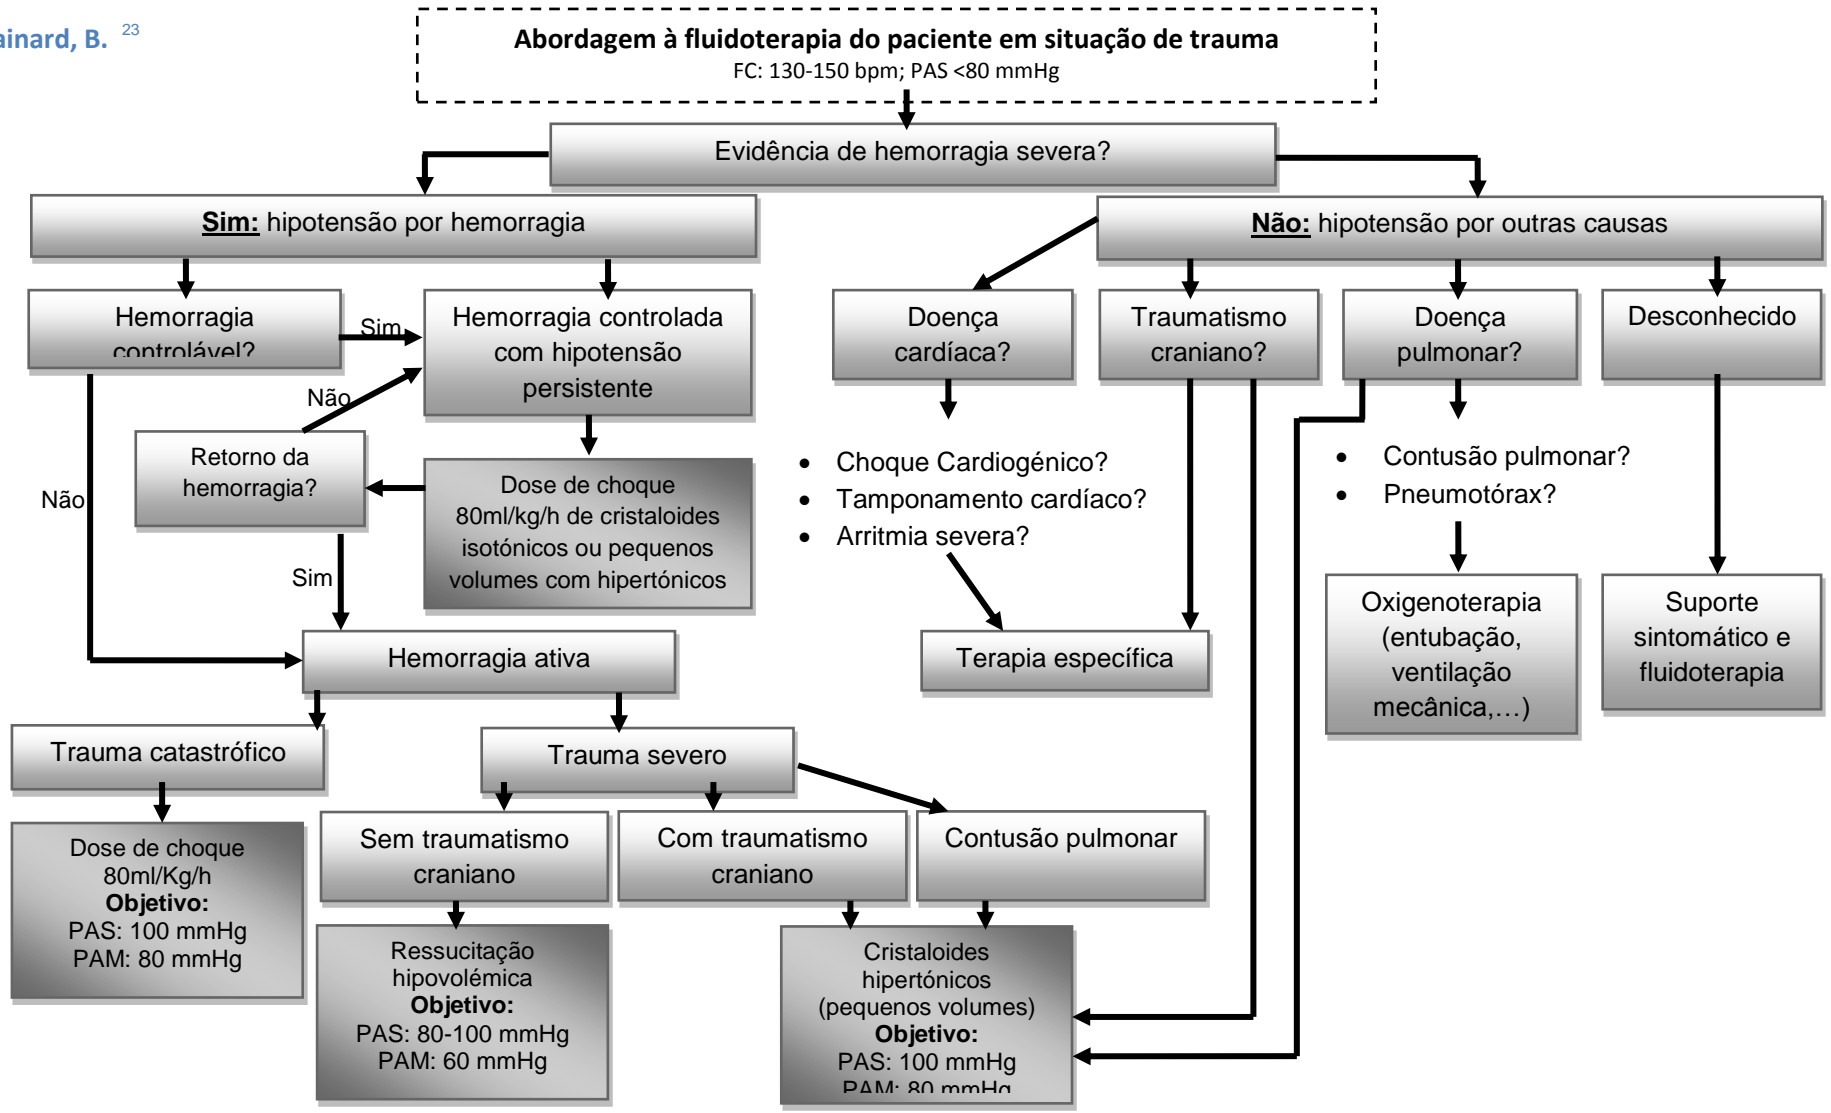 ainard, B. 23
Abordagem à fluidoterapia do paciente em situação de trauma
FC: 130-150 bpm; PAS <80 mmHg
Evidência de hemorragia severa?
Sim: hipotensão por hemorragia
Não: hipotensão por outras causas
Hemorragia
controlável?
Sim
Hemorragia controlada
com hipotensão
persistente
Doença
cardíaca?
Traumatismo
craniano?
Doença
pulmonar?
Desconhecido
Não
Retorno da
hemorragia?
Não
Dose de choque
80ml/kg/h de cristaloides
isotónicos ou pequenos
volumes com hipertónicos
• Choque Cardiogénico?
• Tamponamento cardíaco?
• Arritmia severa?
• Contusão pulmonar?
• Pneumotórax?
Sim
Oxigenoterapia
(entubação,
ventilação
mecânica,…)
Suporte
sintomático e
fluidoterapia
Hemorragia ativa
Terapia específica
Trauma catastrófico
Trauma severo
Sem traumatismo
craniano
Com traumatismo
craniano
Contusão pulmonar
Dose de choque
80ml/Kg/h
Objetivo:
PAS: 100 mmHg
PAM: 80 mmHg
Ressucitação
hipovolémica
Objetivo:
PAS: 80-100 mmHg
PAM: 60 mmHg
Cristaloides
hipertónicos
(pequenos volumes)
Objetivo:
PAS: 100 mmHg
PAM: 80 mmHg